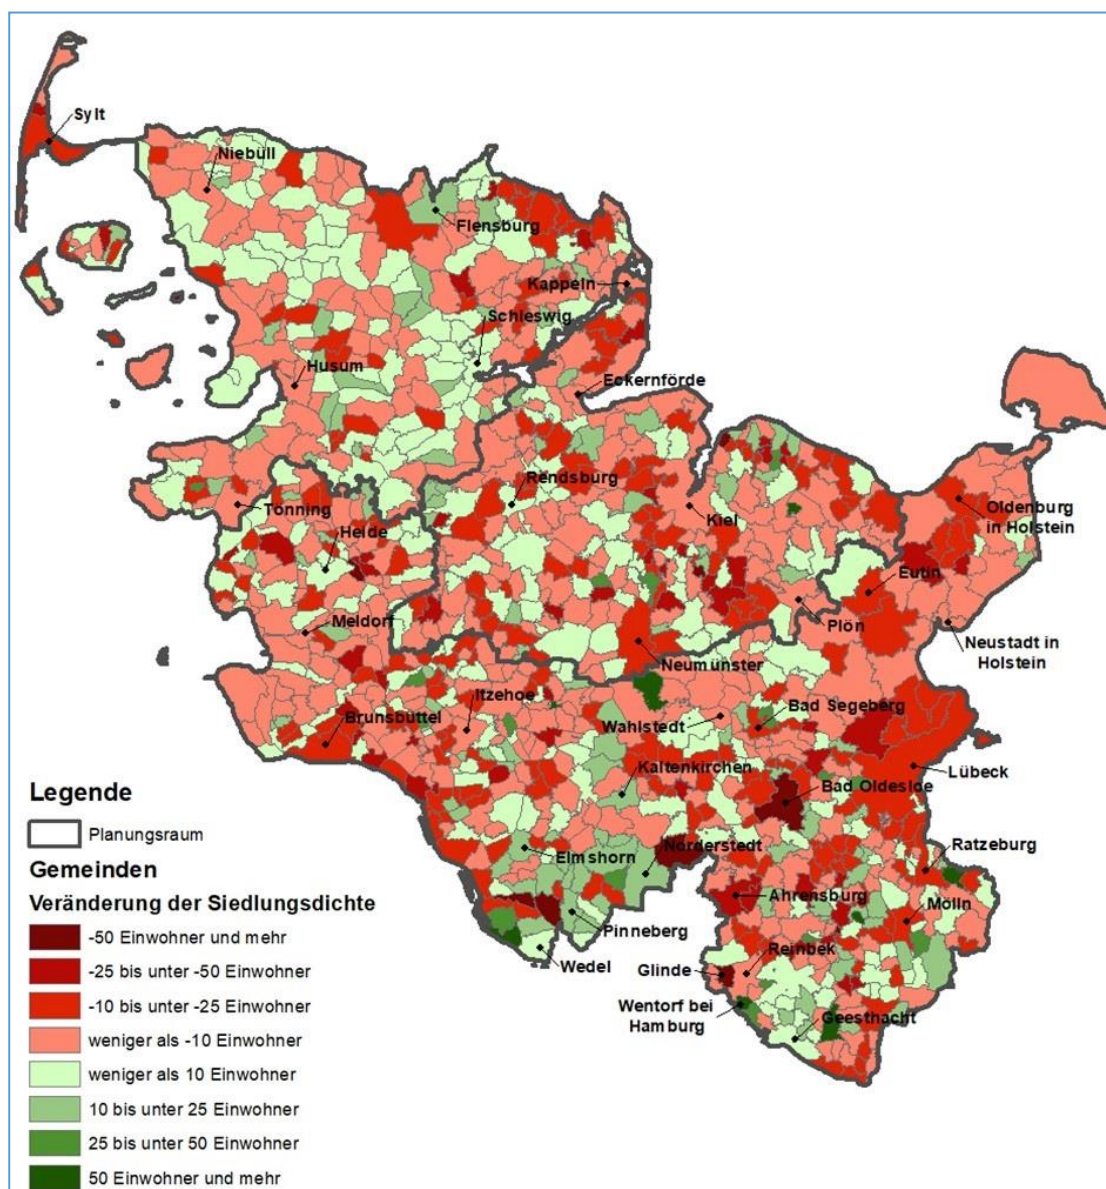 Sylt
Niebüll
Flensburg
Kappeln
Schleswig
Husum
Eckernförde
Rendsburg
Tönning
Kiel
Oldenburg
in Holstein
Heide
Eutin
Meldorf
Plön
Neustadt in
Holstein
Neumünster
Itzehoe
Bad Segeberg
Wahlstedt
Brunsbüttel
Kaltenkirchen
Lübeck
Bad Oldesloe
Norderstedt
Ratzeburg
Elmshorn
Ahrensburg
Mölln
Pinneberg
Reinbek
Wedel
Glinde
Wentorf bei
Hamburg
Geesthacht
Legende
Planungsraum
Gemeinden
Veränderung der Siedlungsdichte
-50 Einwohner und mehr
-25 bis unter -50 Einwohner
-10 bis unter -25 Einwohner
weniger als -10 Einwohner
weniger als 10 Einwohner
10 bis unter 25 Einwohner
25 bis unter 50 Einwohner
50 Einwohner und mehr